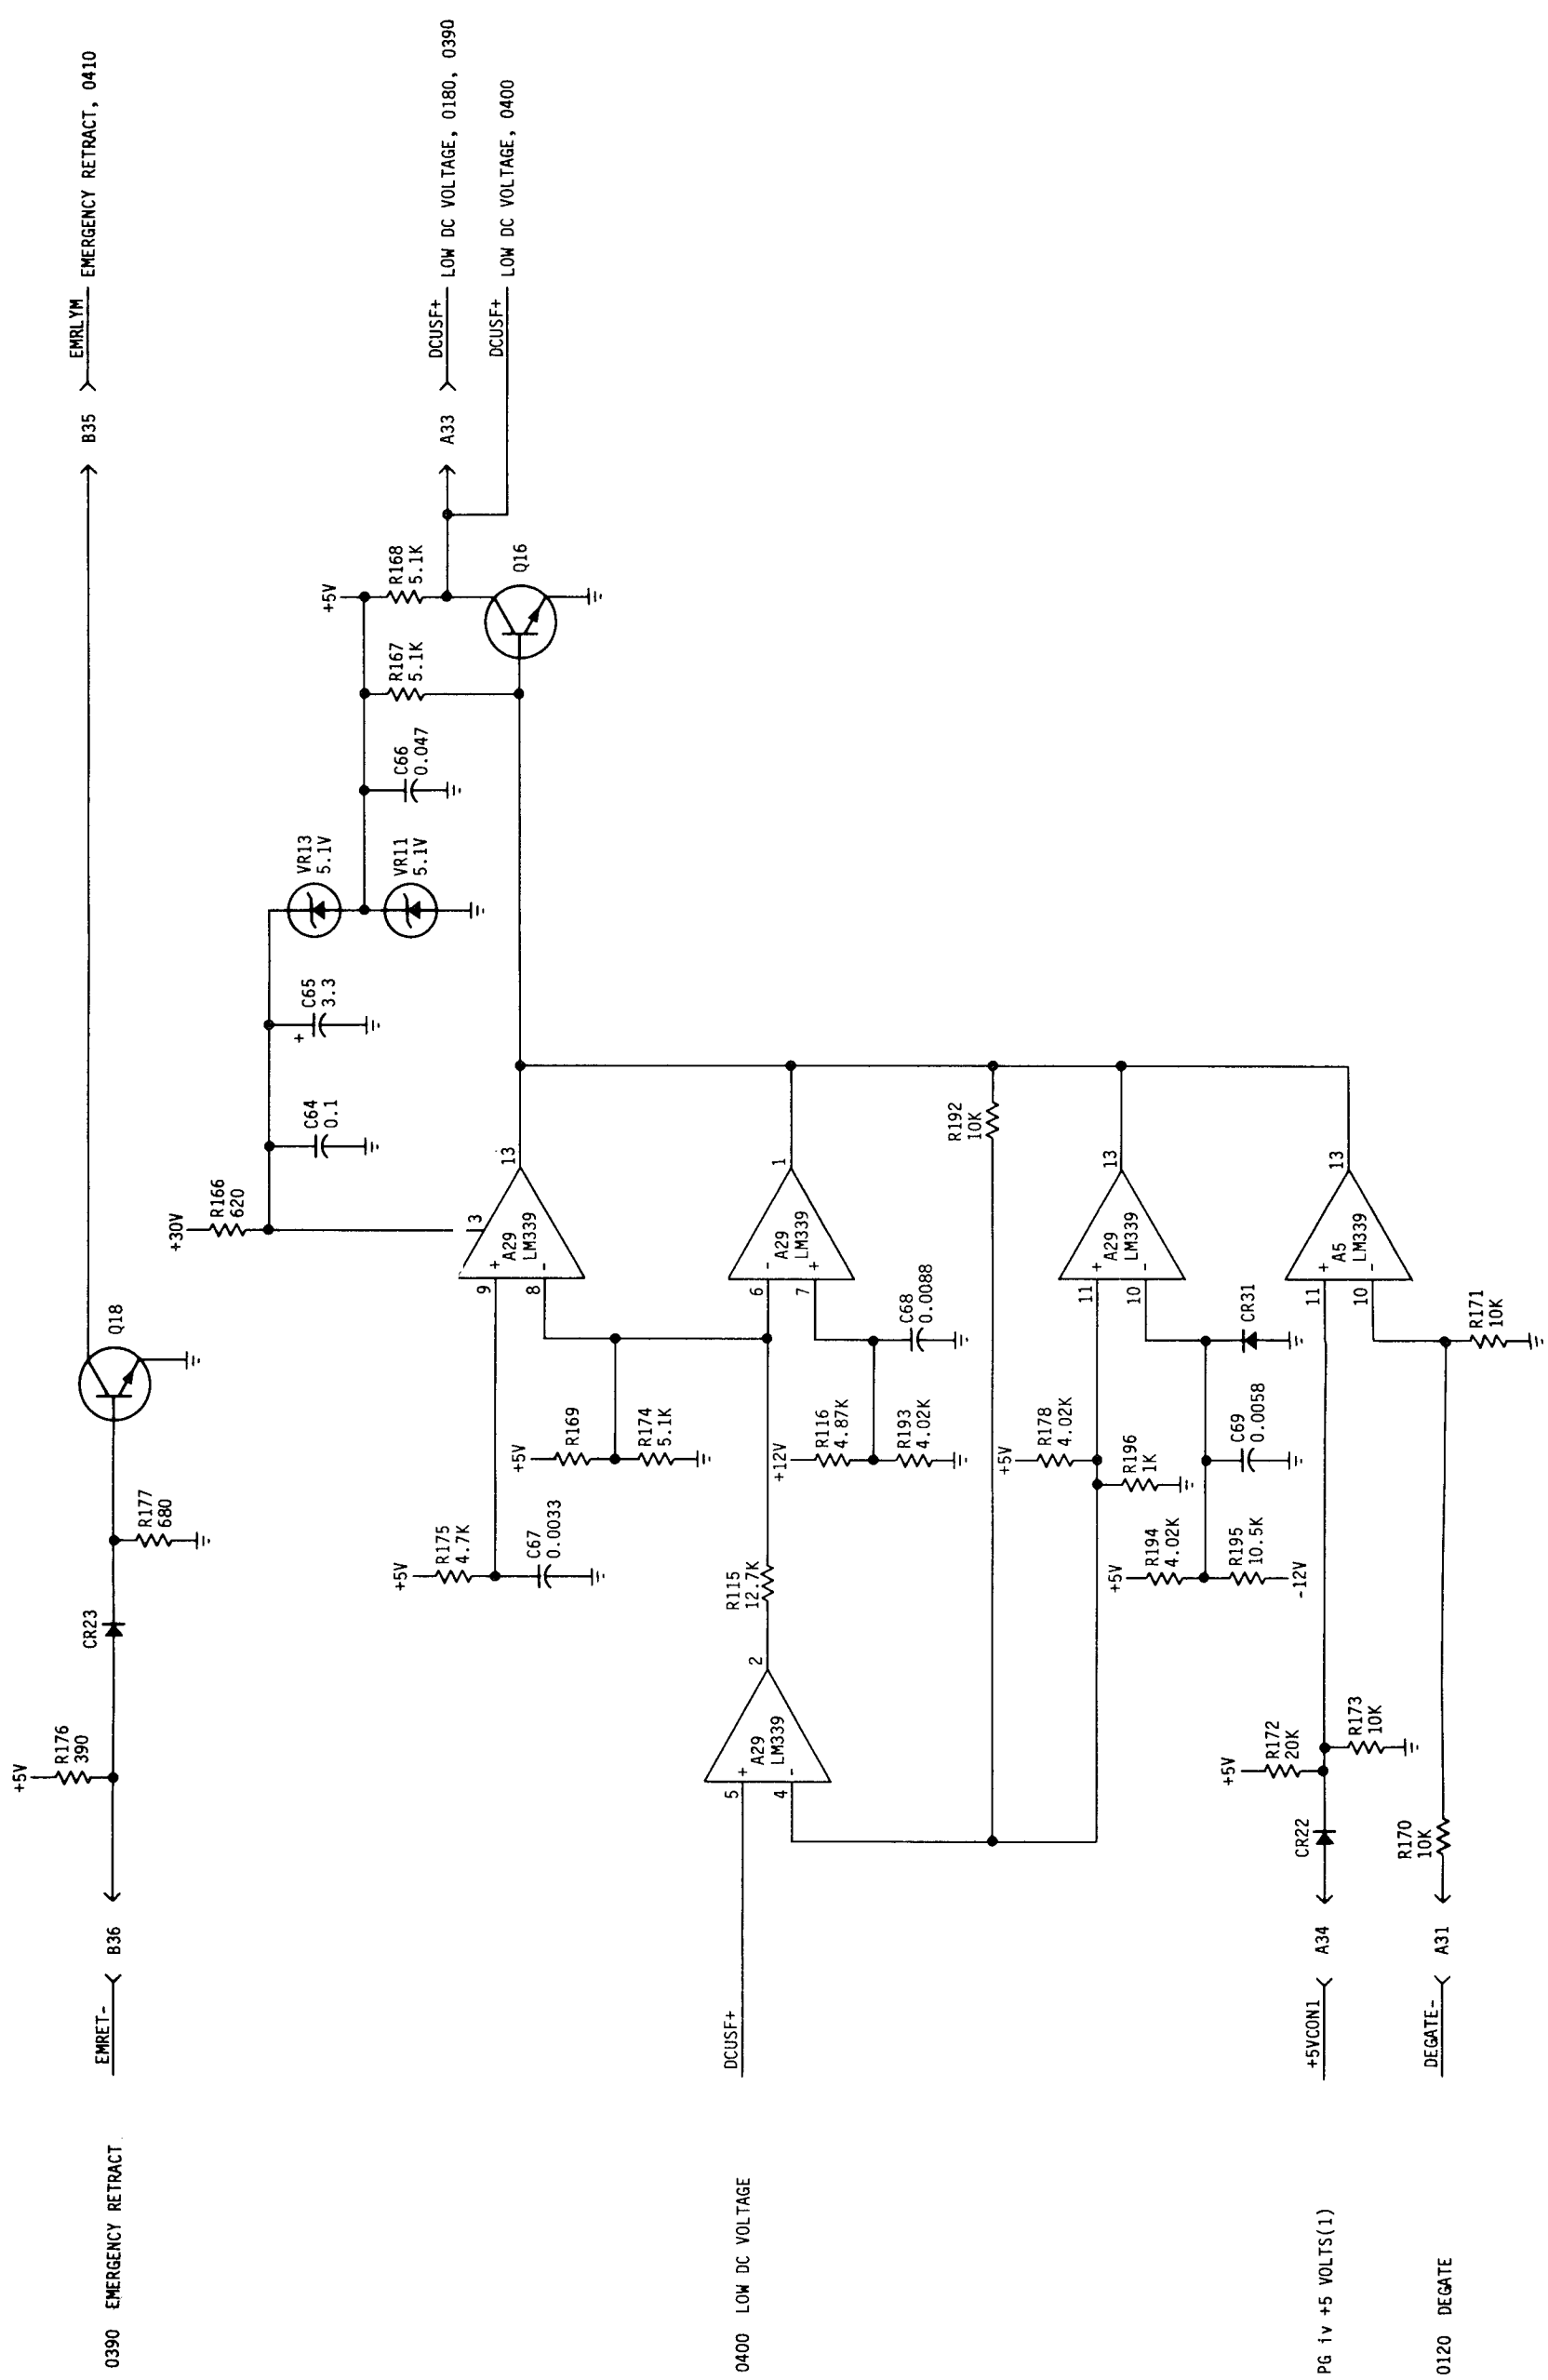 0390 EMERGENCY RETRACT
EMRET-
B36
+5V
R176
390
CR23
R177
680
Q18
B35
EMRLYM
EMERGENCY RETRACT, 0410
+30V
R166
620
C64
0.1
+
C65
3.3
VR13
5.1V
VR11
5.1V
C66
0.047
R167
5.1K
+5V
R168
5.1K
Q16
A33
DCUSF+
LOW DC VOLTAGE, 0180, 0390
DCUSF+
LOW DC VOLTAGE, 0400
+5V
R175
4.7K
C67
0.0033
+5V
R169
R174
5.1K
9
8
+
-
A29
LM339
3
13
0400 LOW DC VOLTAGE
DCUSF+
5
4
+
-
A29
LM339
2
R115
12.7K
+12V
R116
4.87K
R193
4.02K
C68
0.0088
6
7
-
+
A29
LM339
1
R192
10K
+5V
R178
4.02K
R196
1K
+5V
R194
4.02K
R195
10.5K
-12V
C69
0.0058
CR31
11
10
+
-
A29
LM339
13
PG iv +5 VOLTS(1)
+5VCON1
A34
CR22
+5V
R172
20K
R173
10K
11
10
+
-
A5
LM339
13
0120 DEGATE
DEGATE-
A31
R170
10K
R171
10K